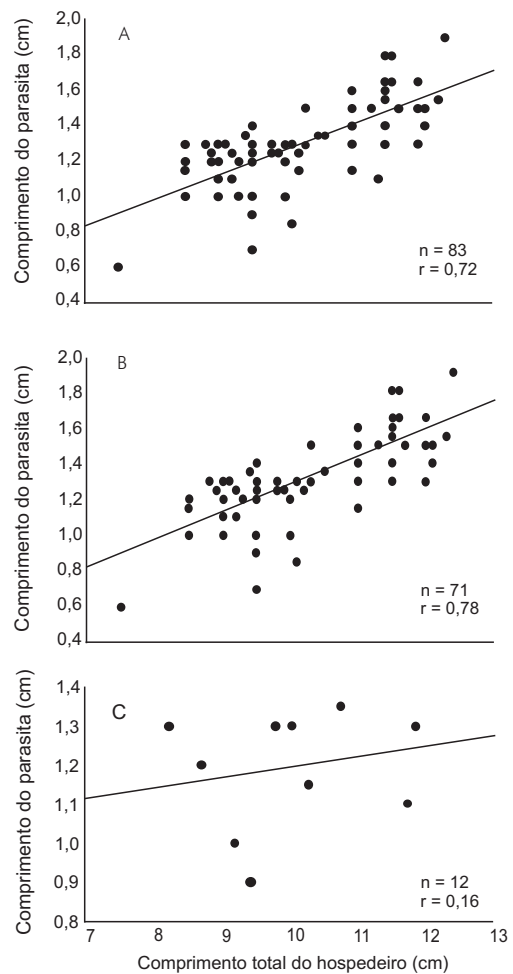 2,0
A
1,8
1,6
1,4
1,2
1,0
0,8
0,6
0,4
Comprimento do parasita (cm)
n = 83
r = 0,72
2,0
B
1,8
1,6
1,4
1,2
1,0
0,8
0,6
0,4
Comprimento do parasita (cm)
n = 71
r = 0,78
1,4
C
1,3
1,2
1,1
1,0
0,9
0,8
Comprimento do parasita (cm)
n = 12
r = 0,16
7 8 9 10 11 12 13
Comprimento total do hospedeiro (cm)